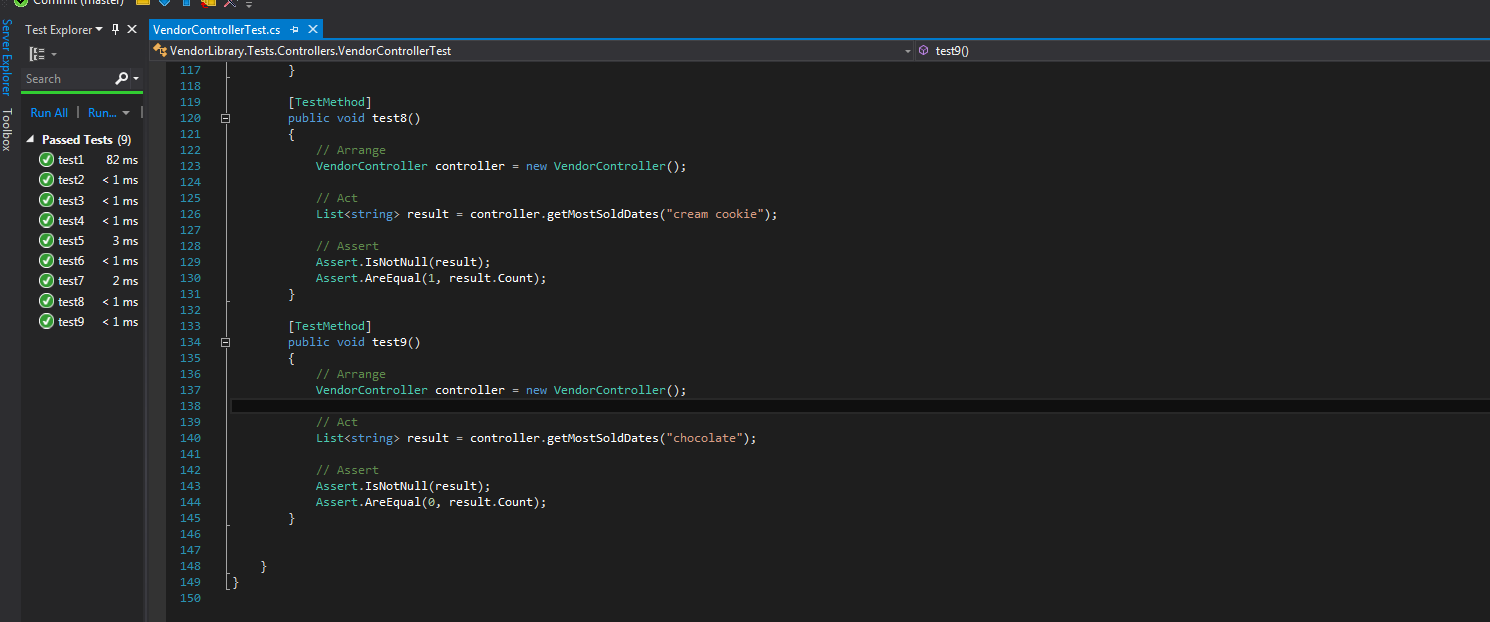 Commit (master)
Server Explorer
Toolbox
Test Explorer
Search
Run All | Run...
Passed Tests (9)
test1 82 ms
test2 < 1 ms
test3 < 1 ms
test4 < 1 ms
test5 3 ms
test6 < 1 ms
test7 2 ms
test8 < 1 ms
test9 < 1 ms
VendorControllerTest.cs
VendorLibrary.Tests.Controllers.VendorControllerTest test9()
117 }
118
119 [TestMethod]
120 public void test8()
121 {
122 // Arrange
123 VendorController controller = new VendorController();
124
125 // Act
126 List<string> result = controller.getMostSoldDates("cream cookie");
127
128 // Assert
129 Assert.IsNotNull(result);
130 Assert.AreEqual(1, result.Count);
131 }
132
133 [TestMethod]
134 public void test9()
135 {
136 // Arrange
137 VendorController controller = new VendorController();
138
139 // Act
140 List<string> result = controller.getMostSoldDates("chocolate");
141
142 // Assert
143 Assert.IsNotNull(result);
144 Assert.AreEqual(0, result.Count);
145 }
146
147
148 }
149 }
150